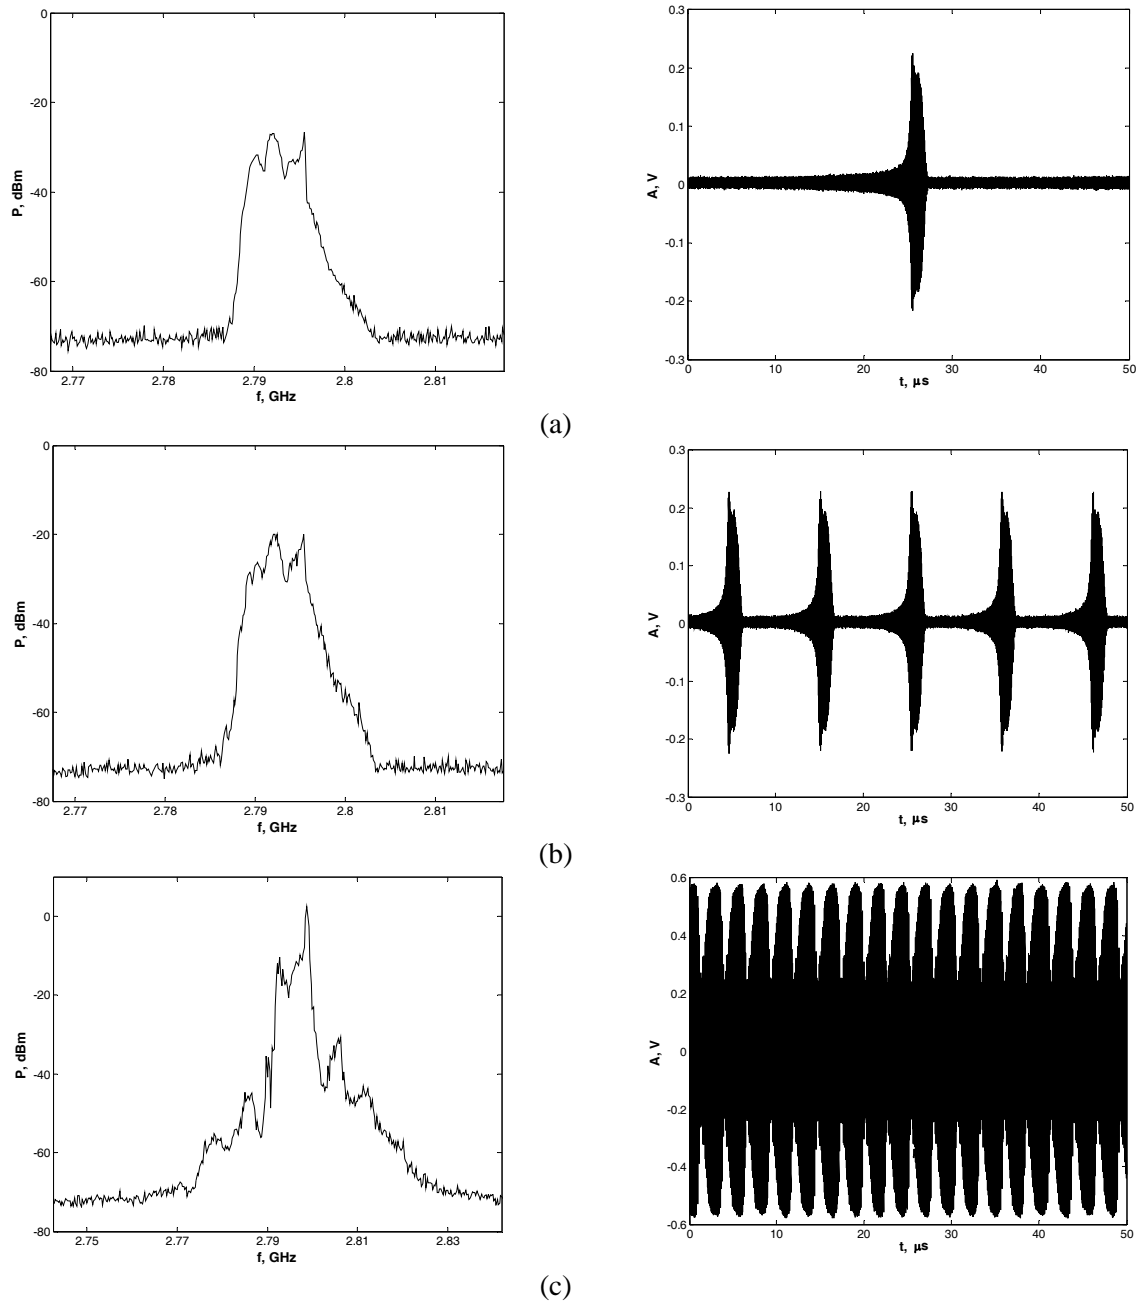 0
-20
-40
-60
-80
P, dBm
2.77 2.78 2.79 2.8 2.81
f, GHz
0.3
0.2
0.1
0
-0.1
-0.2
-0.3
A, V
0 10 20 30 40 50
t, μs
(a)
0
-20
-40
-60
-80
P, dBm
2.77 2.78 2.79 2.8 2.81
f, GHz
0.3
0.2
0.1
0
-0.1
-0.2
-0.3
A, V
0 10 20 30 40 50
t, μs
(b)
0
-20
-40
-60
-80
P, dBm
2.75 2.77 2.79 2.81 2.83
f, GHz
0.6
0.4
0.2
0
-0.2
-0.4
-0.6
A, V
0 10 20 30 40 50
t, μs
(c)